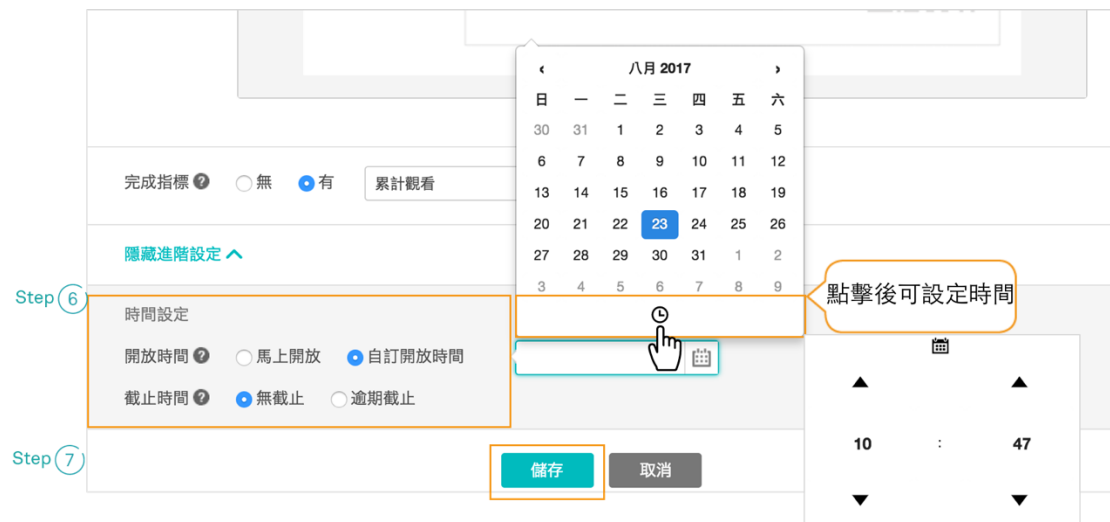 ‹ 八月 2017 ›
日 一 二 三 四 五 六
30 31 1 2 3 4 5
6 7 8 9 10 11 12
13 14 15 16 17 18 19
20 21 22 23 24 25 26
27 28 29 30 31 1 2
3 4 5 6 7 8 9
完成指標 ? 無 有 累計觀看
隱藏進階設定
Step 6
時間設定
點擊後可設定時間
開放時間 ? 馬上開放 自訂開放時間
截止時間 ? 無截止 逾期截止
10 : 47
Step 7
儲存 取消